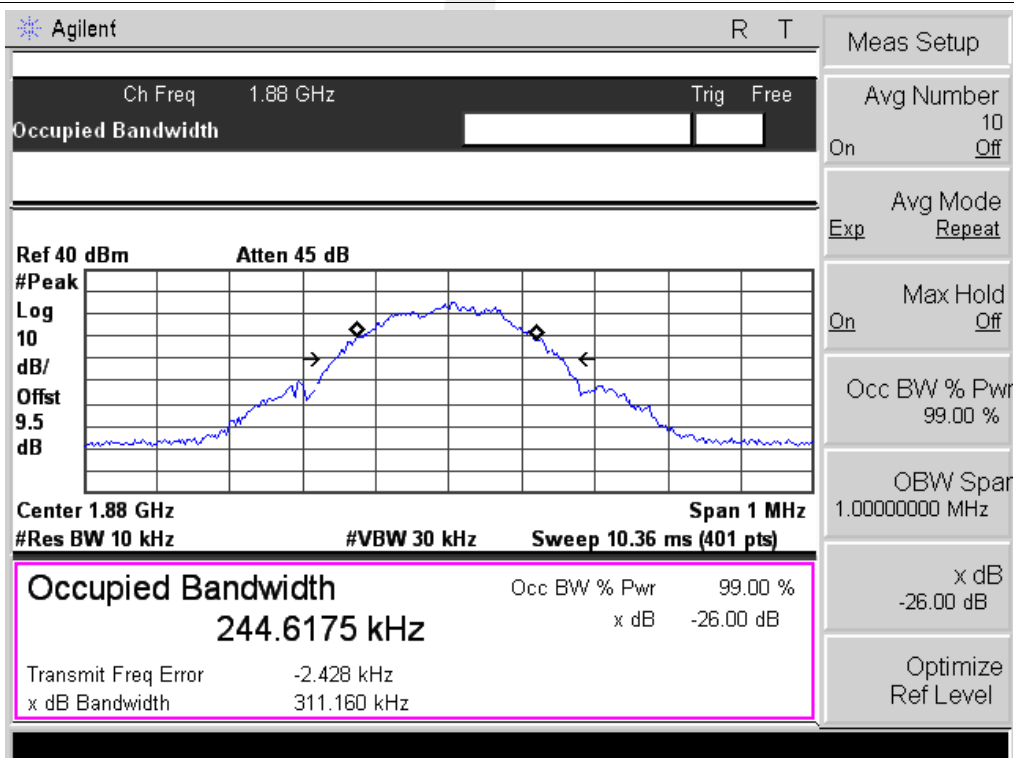 Agilent R T
Ch Freq 1.88 GHz Trig Free
Occupied Bandwidth
Ref 40 dBm Atten 45 dB
#Peak
Log
10
dB/
Offst
9.5
dB
Center 1.88 GHz Span 1 MHz
#Res BW 10 kHz #VBW 30 kHz Sweep 10.36 ms (401 pts)
Occupied Bandwidth
244.6175 kHz
Occ BW % Pwr 99.00 %
x dB -26.00 dB
Transmit Freq Error -2.428 kHz
x dB Bandwidth 311.160 kHz
Meas Setup
Avg Number
10
On Off
Avg Mode
Exp Repeat
Max Hold
On Off
Occ BW % Pwr
99.00 %
OBW Span
1.00000000 MHz
x dB
-26.00 dB
Optimize
Ref Level